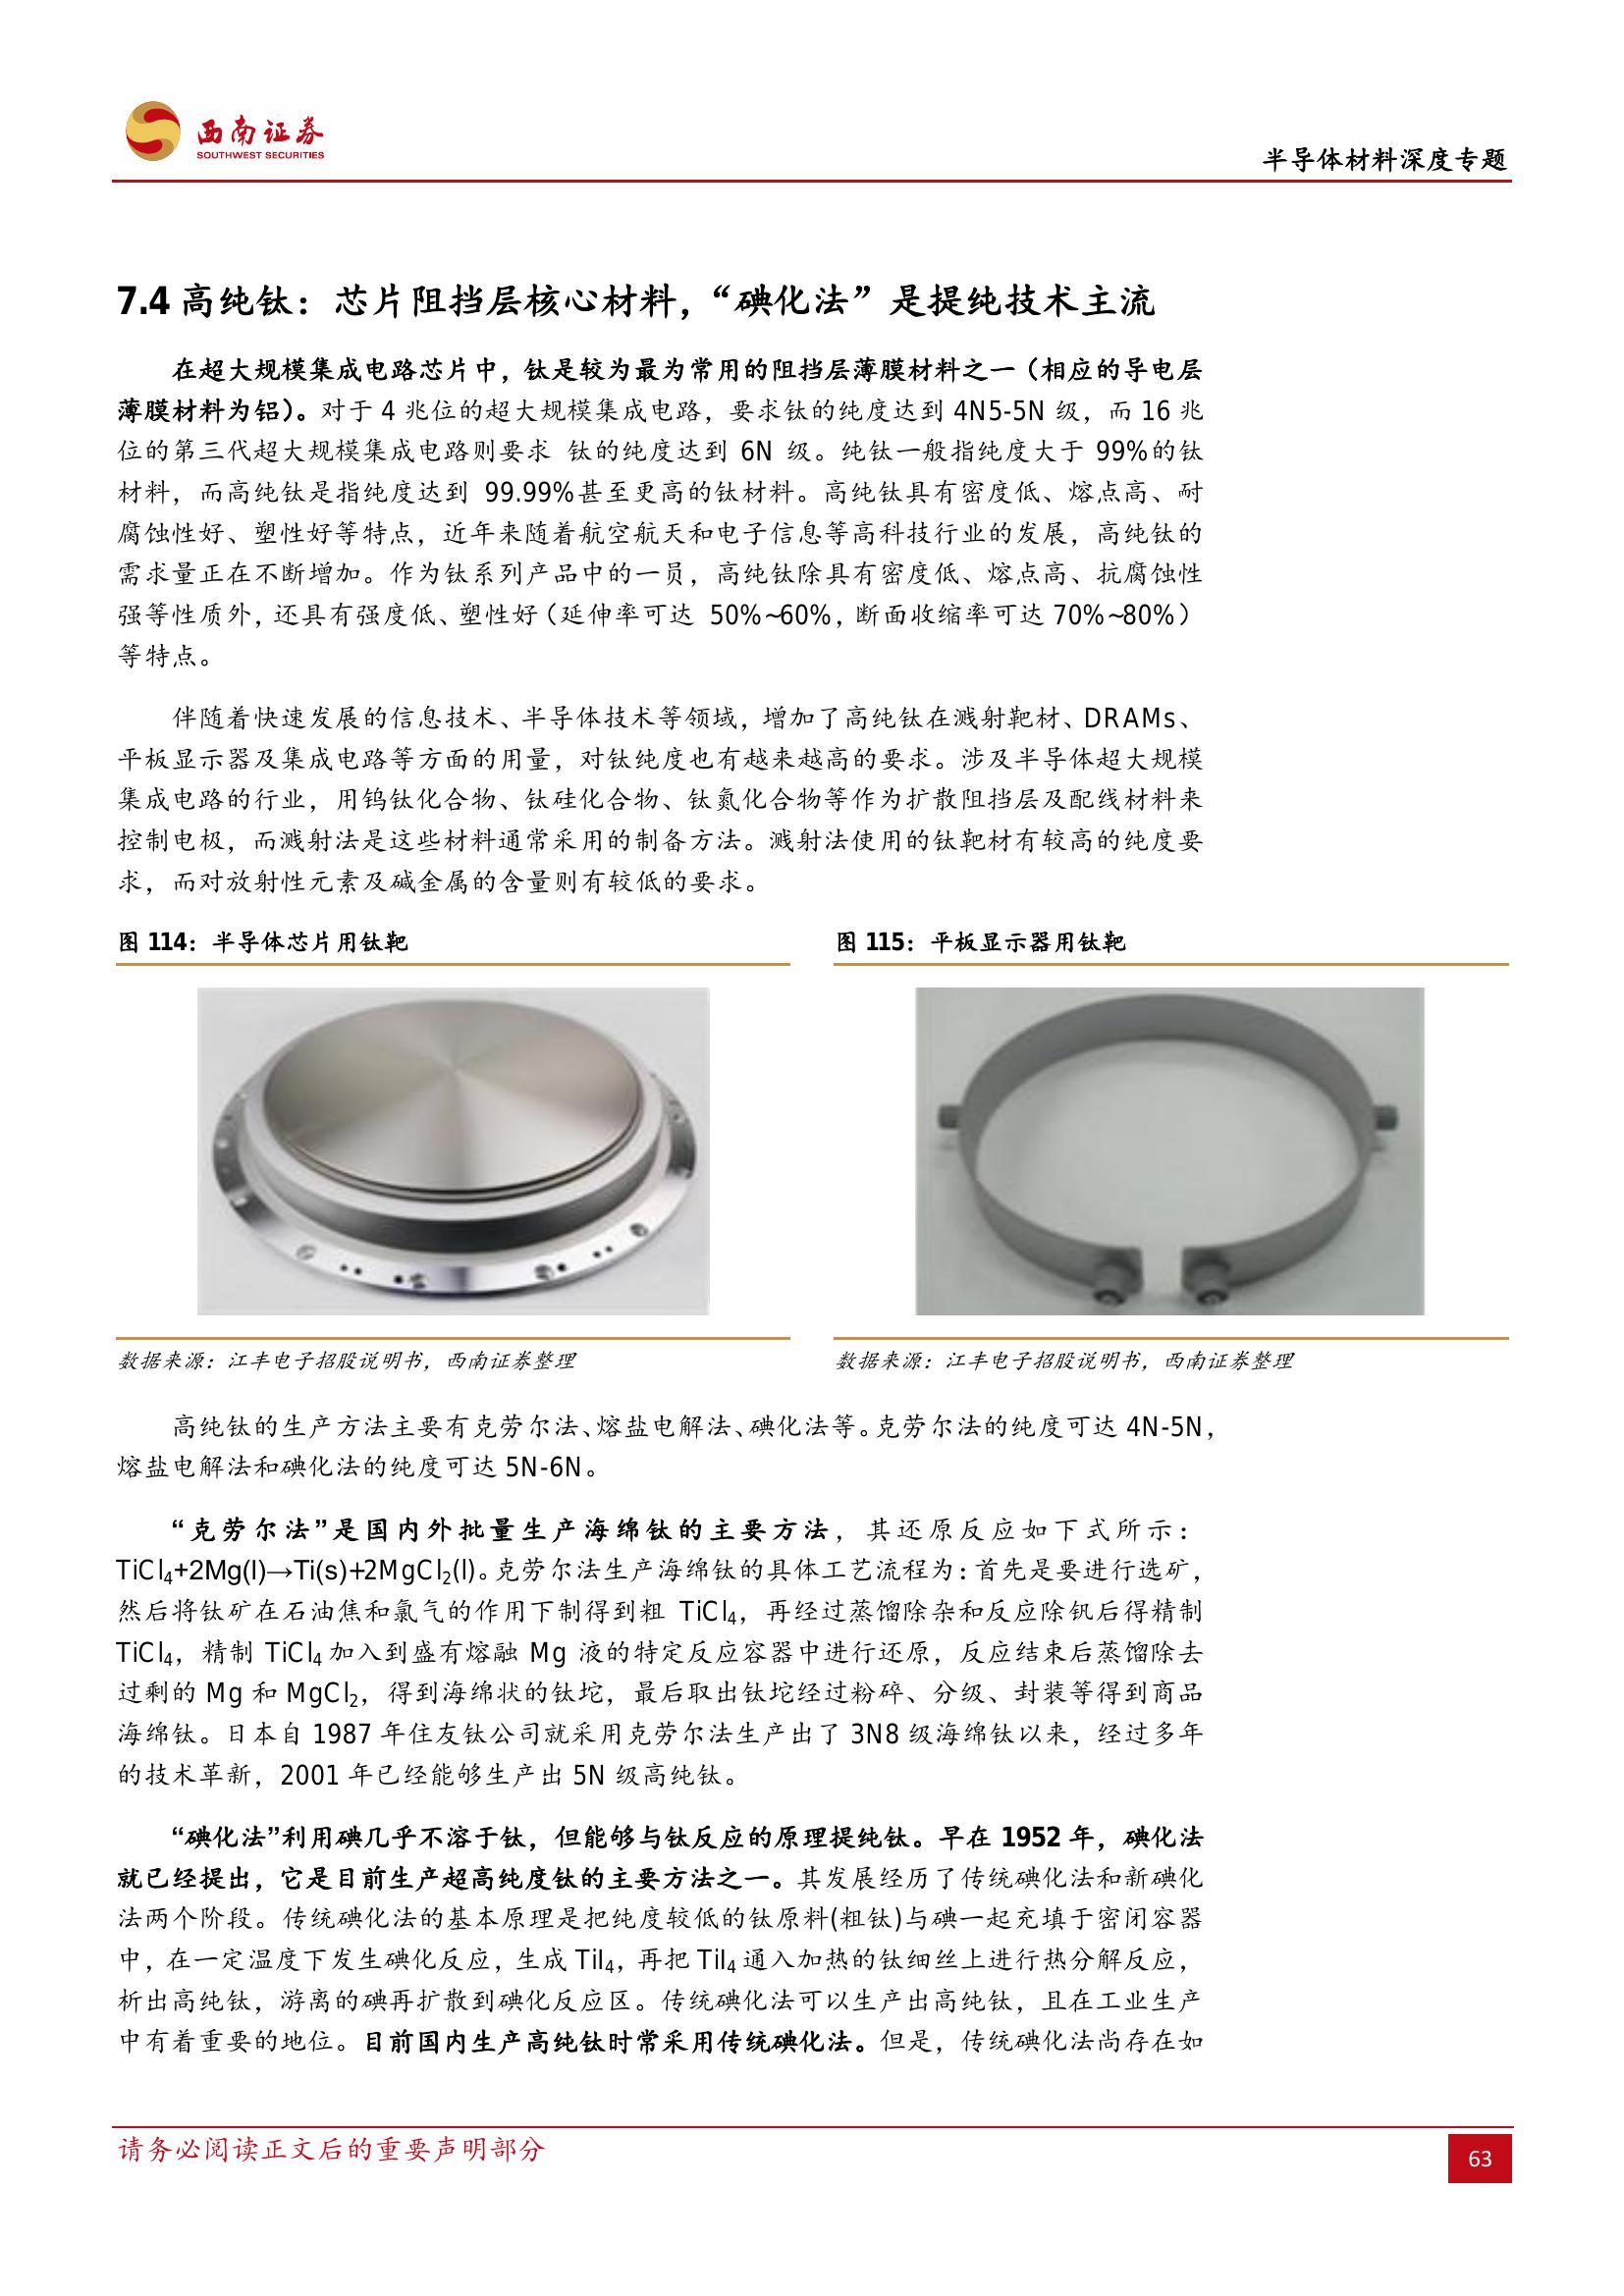 西南证券
SOUTHWEST SECURITIES
半导体材料深度专题
7.4 高纯钛：芯片阻挡层核心材料，“碘化法”是提纯技术主流
在超大规模集成电路芯片中，钛是较为最为常用的阻挡层薄膜材料之一（相应的导电层
薄膜材料为铝）。对于 4 兆位的超大规模集成电路，要求钛的纯度达到 4N5-5N 级，而 16 兆
位的第三代超大规模集成电路则要求 钛的纯度达到 6N 级。纯钛一般指纯度大于 99%的钛
材料，而高纯钛是指纯度达到 99.99%甚至更高的钛材料。高纯钛具有密度低、熔点高、耐
腐蚀性好、塑性好等特点，近年来随着航空航天和电子信息等高科技行业的发展，高纯钛的
需求量正在不断增加。作为钛系列产品中的一员，高纯钛除具有密度低、熔点高、抗腐蚀性
强等性质外，还具有强度低、塑性好（延伸率可达 50%~60%，断面收缩率可达 70%~80%）
等特点。
伴随着快速发展的信息技术、半导体技术等领域，增加了高纯钛在溅射靶材、DRAMs、
平板显示器及集成电路等方面的用量，对钛纯度也有越来越高的要求。涉及半导体超大规模
集成电路的行业，用钨钛化合物、钛硅化合物、钛氮化合物等作为扩散阻挡层及配线材料来
控制电极，而溅射法是这些材料通常采用的制备方法。溅射法使用的钛靶材有较高的纯度要
求，而对放射性元素及碱金属的含量则有较低的要求。
图 114：半导体芯片用钛靶
图 115：平板显示器用钛靶
数据来源：江丰电子招股说明书，西南证券整理
数据来源：江丰电子招股说明书，西南证券整理
高纯钛的生产方法主要有克劳尔法、熔盐电解法、碘化法等。克劳尔法的纯度可达 4N-5N，
熔盐电解法和碘化法的纯度可达 5N-6N。
“克劳尔法”是国内外批量生产海绵钛的主要方法，其还原反应如下式所示：
TiCl₄+2Mg(l)→Ti(s)+2MgCl₂(l)。克劳尔法生产海绵钛的具体工艺流程为：首先是要进行选矿，
然后将钛矿在石油焦和氯气的作用下制得到粗 TiCl₄，再经过蒸馏除杂和反应除钒后得精制
TiCl₄，精制 TiCl₄ 加入到盛有熔融 Mg 液的特定反应容器中进行还原，反应结束后蒸馏除去
过剩的 Mg 和 MgCl₂，得到海绵状的钛坨，最后取出钛坨经过粉碎、分级、封装等得到商品
海绵钛。日本自 1987 年住友钛公司就采用克劳尔法生产出了 3N8 级海绵钛以来，经过多年
的技术革新，2001 年已经能够生产出 5N 级高纯钛。
“碘化法”利用碘几乎不溶于钛，但能够与钛反应的原理提纯钛。早在 1952 年，碘化法
就已经提出，它是目前生产超高纯度钛的主要方法之一。其发展经历了传统碘化法和新碘化
法两个阶段。传统碘化法的基本原理是把纯度较低的钛原料(粗钛)与碘一起充填于密闭容器
中，在一定温度下发生碘化反应，生成 TiI₄，再把 TiI₄ 通入加热的钛细丝上进行热分解反应，
析出高纯钛，游离的碘再扩散到碘化反应区。传统碘化法可以生产出高纯钛，且在工业生产
中有着重要的地位。目前国内生产高纯钛时常采用传统碘化法。但是，传统碘化法尚存在如
请务必阅读正文后的重要声明部分
63